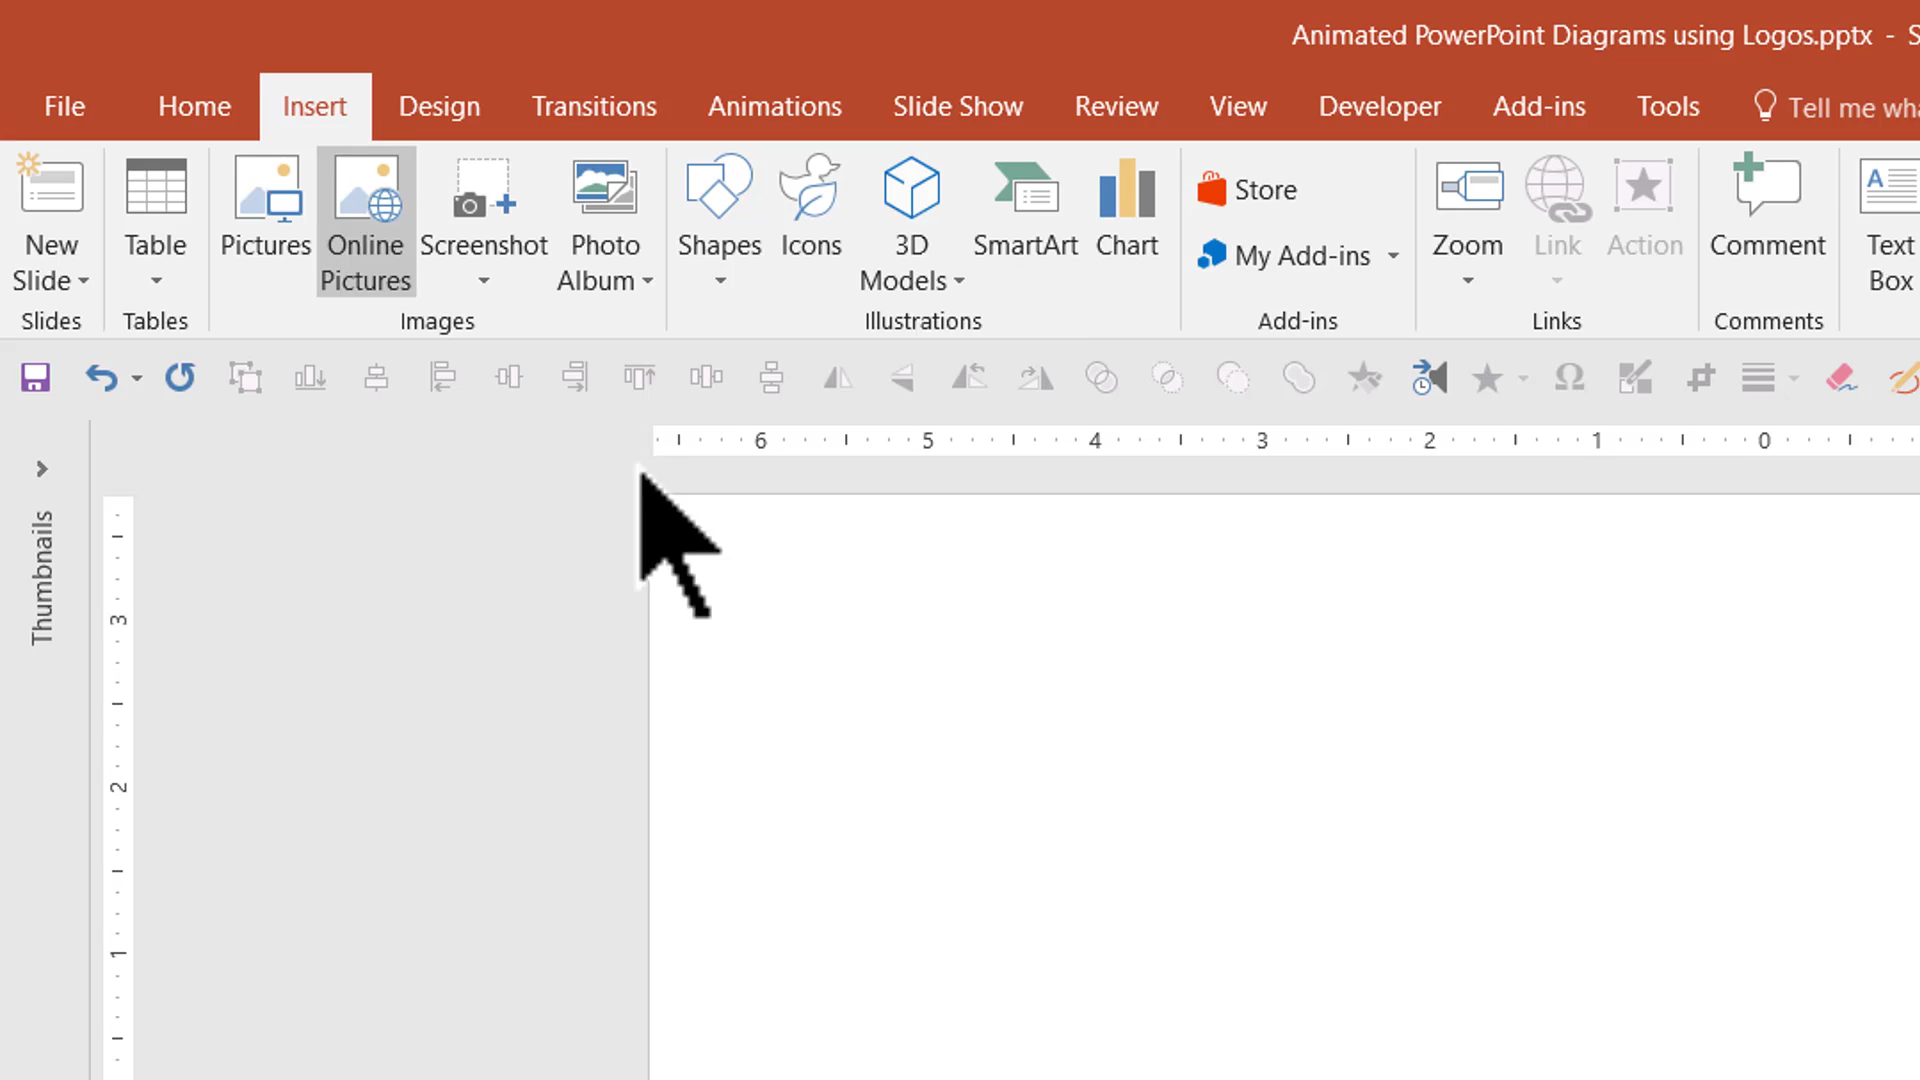 Animated PowerPoint Diagrams using Logos.pptx - S
File Home Insert Design Transitions Animations Slide Show Review View Developer Add-ins Tools Tell me wha
New Slide
Table
Pictures
Online Pictures
Screenshot
Photo Album
Shapes
Icons
3D Models
SmartArt
Chart
Store
My Add-ins
Zoom
Link
Action
Comment
Text Box
Slides Tables Images Illustrations Add-ins Links Comments
6 5 4 3 2 1 0
Thumbnails
3
2
1